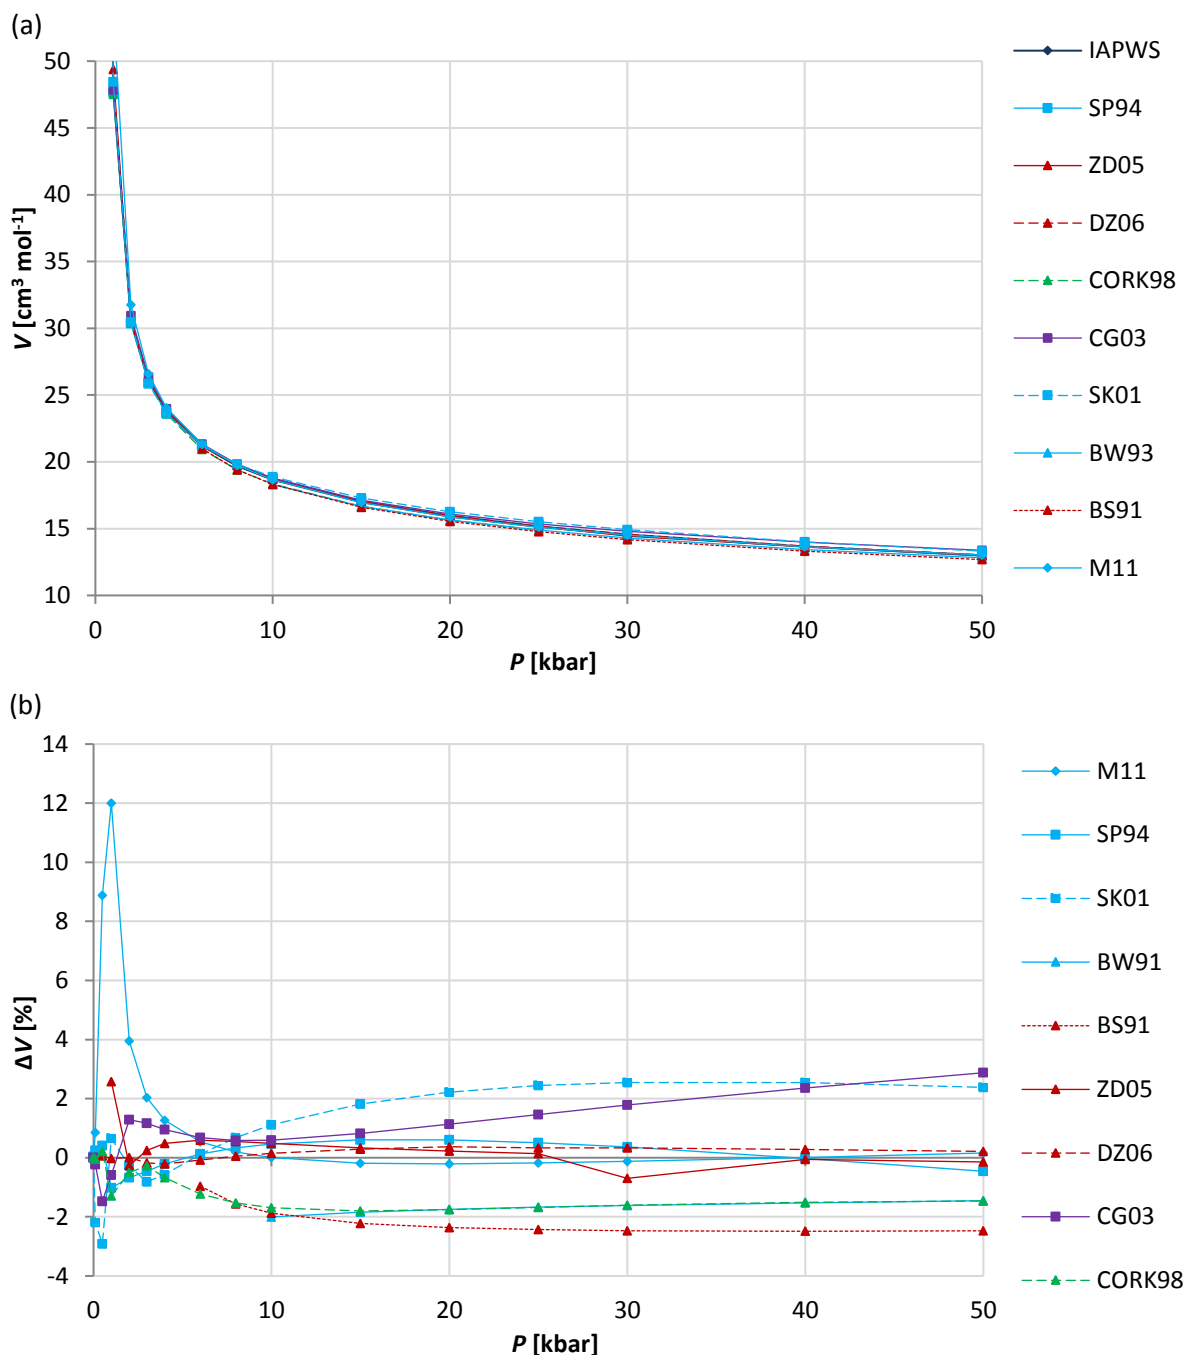 (a)
50
45
40
35
30
25
20
15
10
V [cm³ mol⁻¹]
0 10 20 30 40 50
P [kbar]
IAPWS
SP94
ZD05
DZ06
CORK98
CG03
SK01
BW93
BS91
M11
(b)
14
12
10
8
6
4
2
0
-2
-4
ΔV [%]
0 10 20 30 40 50
P [kbar]
M11
SP94
SK01
BW91
BS91
ZD05
DZ06
CG03
CORK98